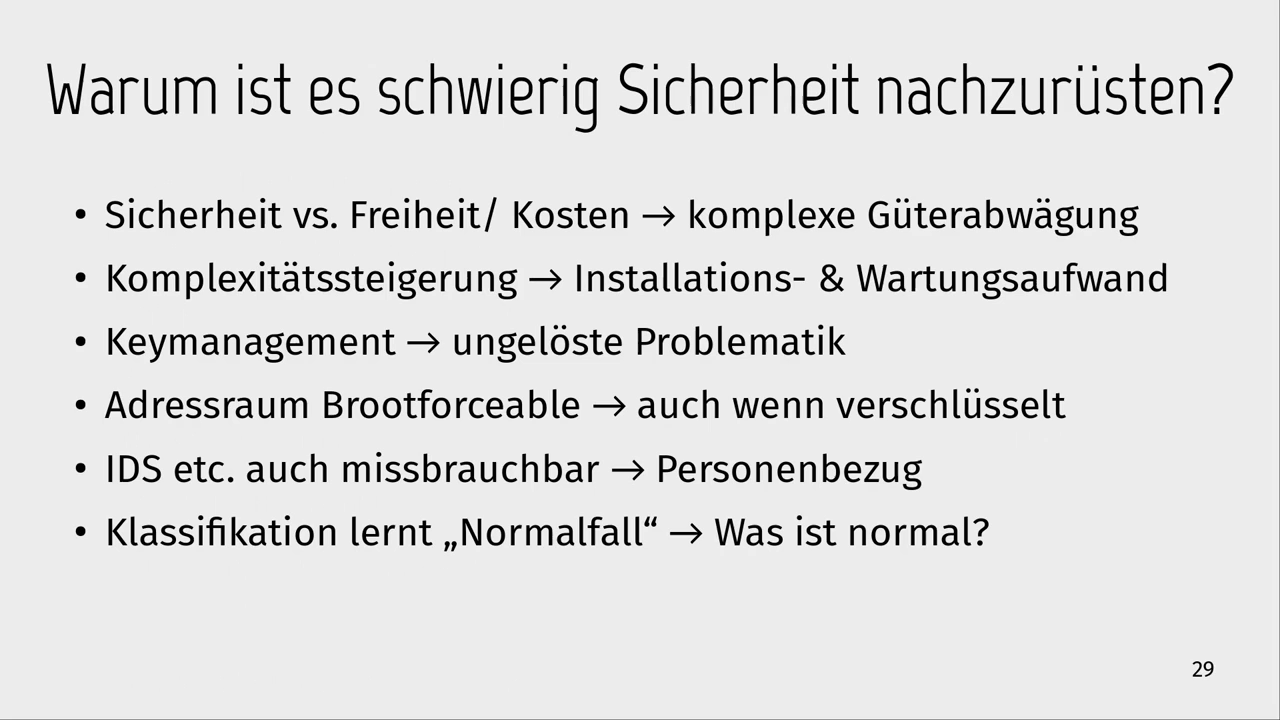 Warum ist es schwierig Sicherheit nachzurüsten?
• Sicherheit vs. Freiheit/ Kosten → komplexe Güterabwägung
• Komplexitätssteigerung → Installations- & Wartungsaufwand
• Keymanagement → ungelöste Problematik
• Adressraum Brootforceable → auch wenn verschlüsselt
• IDS etc. auch missbrauchbar → Personenbezug
• Klassifikation lernt „Normalfall“ → Was ist normal?
29